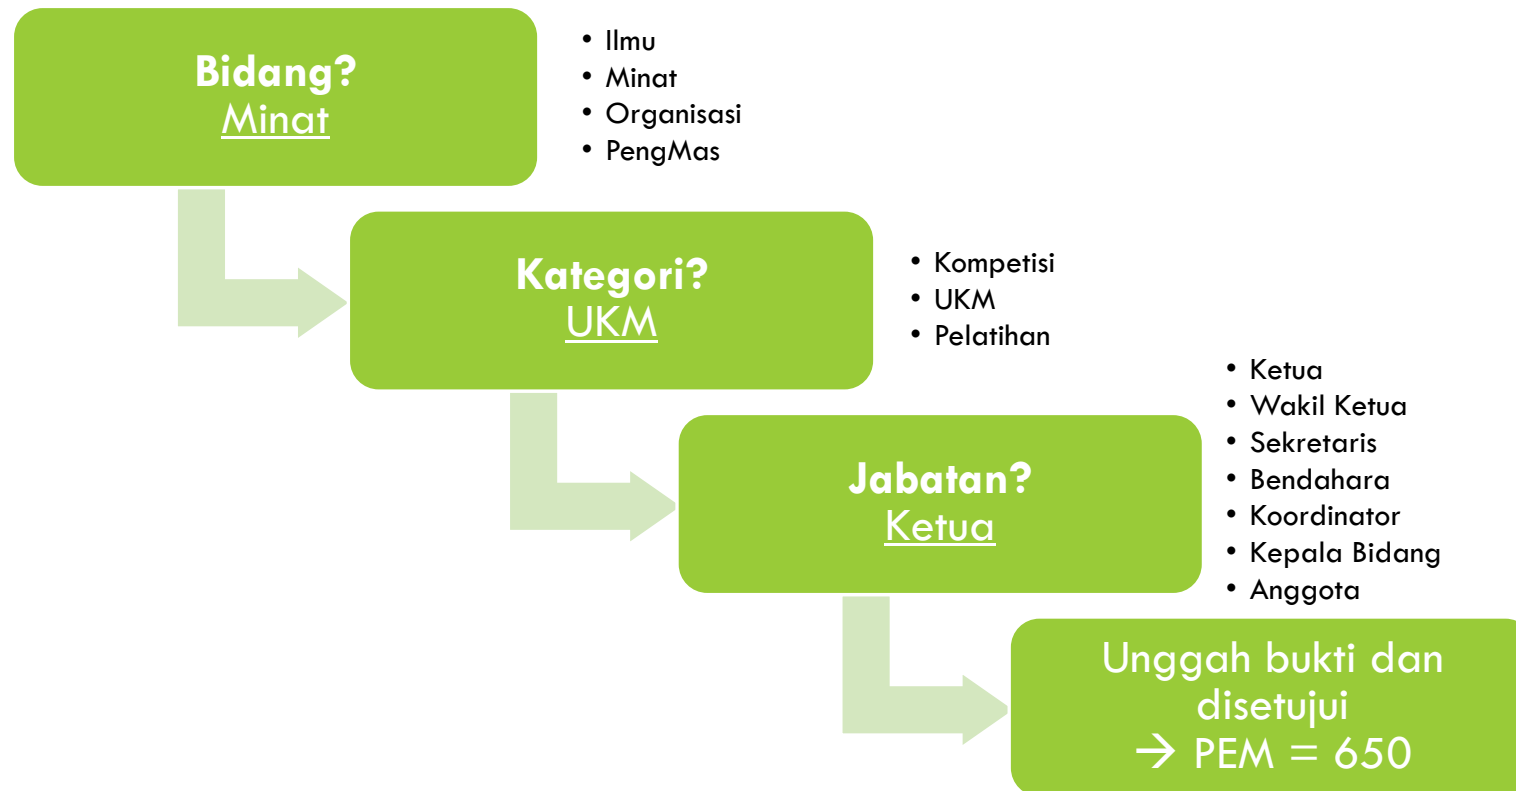 Bidang?
Minat
• Ilmu
• Minat
• Organisasi
• PengMas
Kategori?
UKM
• Kompetisi
• UKM
• Pelatihan
Jabatan?
Ketua
• Ketua
• Wakil Ketua
• Sekretaris
• Bendahara
• Koordinator
• Kepala Bidang
• Anggota
Unggah bukti dan
disetujui
→ PEM = 650